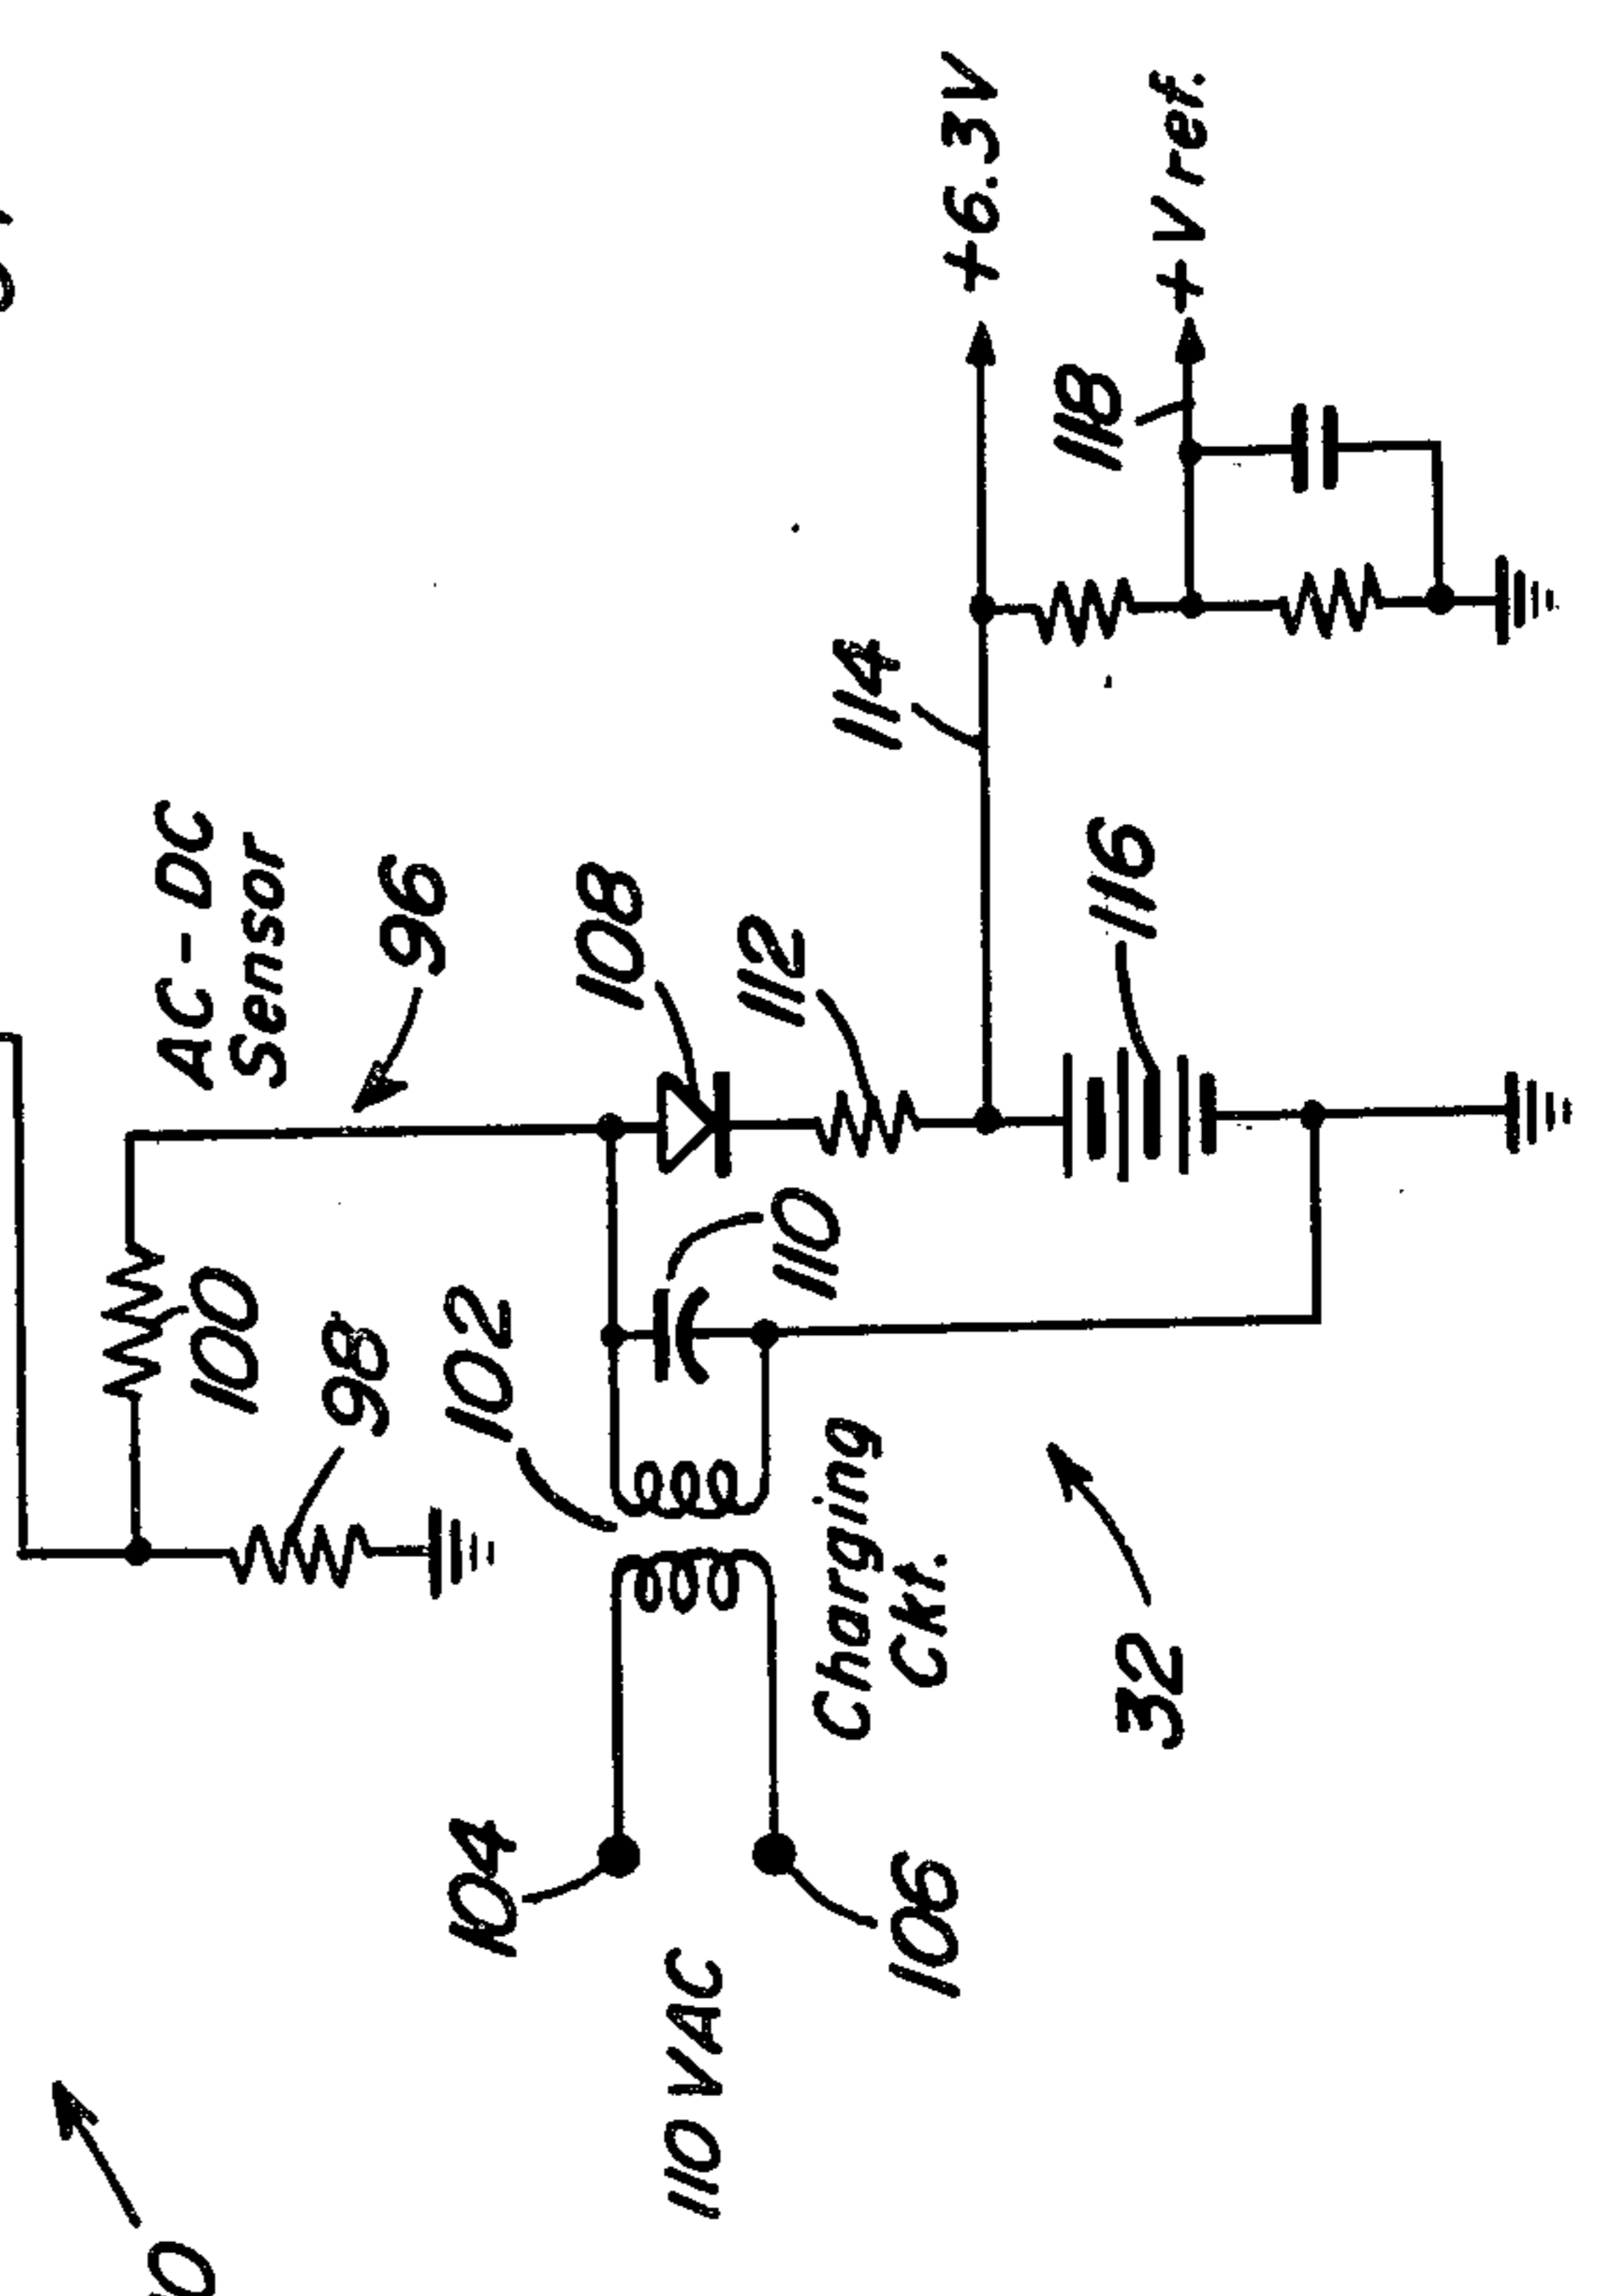 AC - DC
Sensor
100
98
96
102
104
108
110 VAC
112
110
Charging
Ckt.
106
114
+6.3V
118
116
32
+Vref.